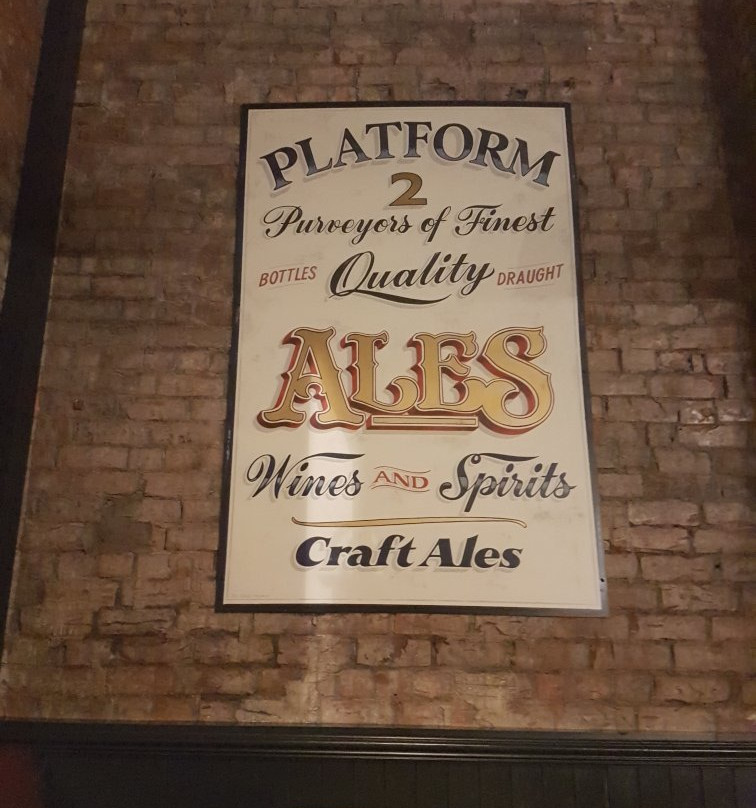 PLATFORM
2
Purveyors of Finest
BOTTLES Quality DRAUGHT
ALES
Wines AND Spirits
Craft Ales